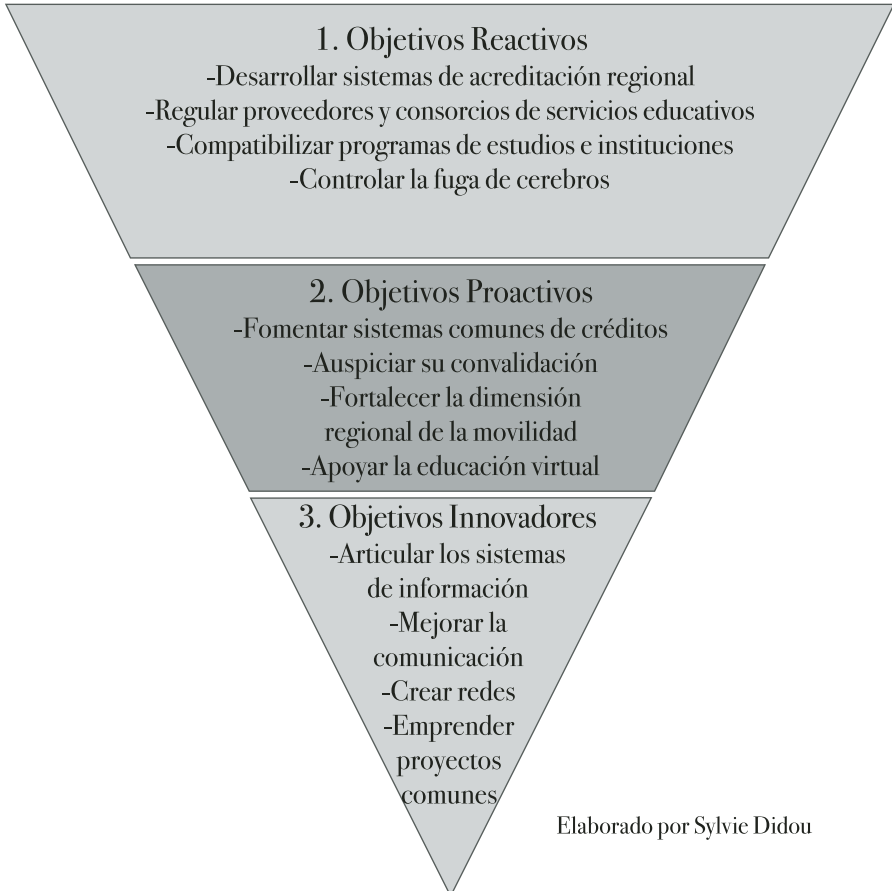 1. Objetivos Reactivos
-Desarrollar sistemas de acreditación regional
-Regular proveedores y consorcios de servicios educativos
-Compatibilizar programas de estudios e instituciones
-Controlar la fuga de cerebros
2. Objetivos Proactivos
-Fomentar sistemas comunes de créditos
-Auspiciar su convalidación
-Fortalecer la dimensión
regional de la movilidad
-Apoyar la educación virtual
3. Objetivos Innovadores
-Articular los sistemas
de información
-Mejorar la
comunicación
-Crear redes
-Emprender
proyectos
comunes
Elaborado por Sylvie Didou